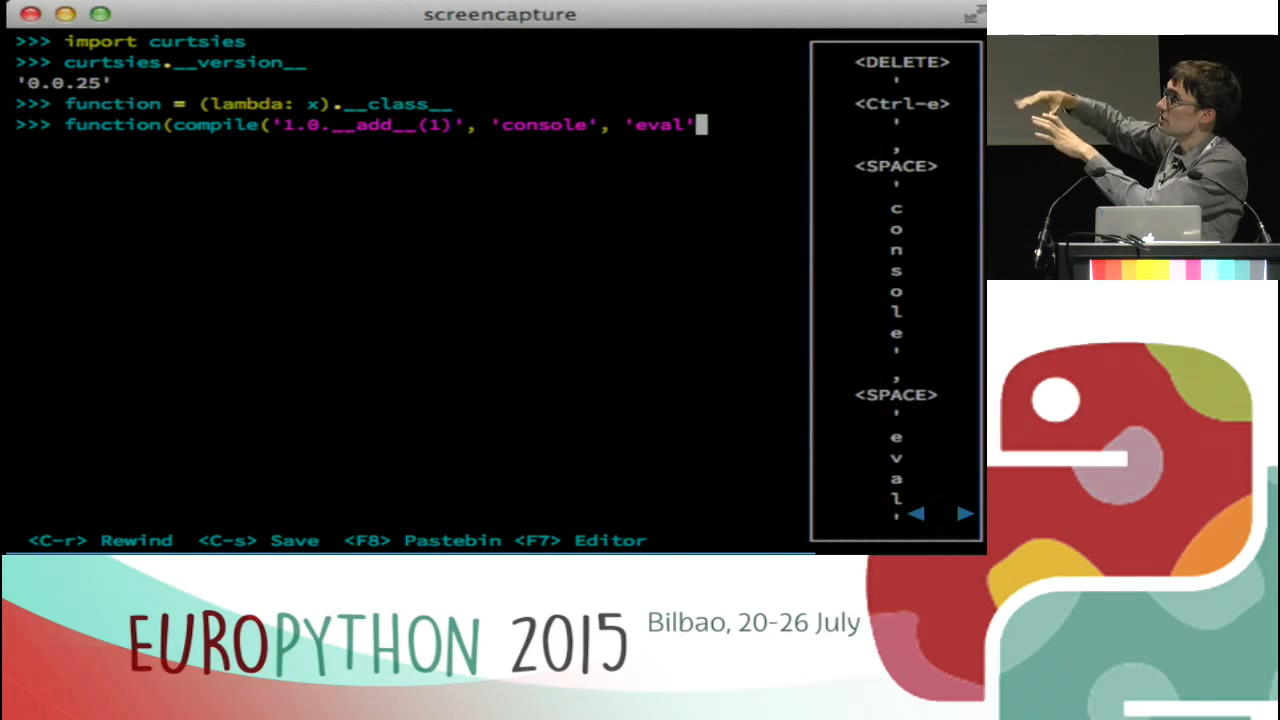 screencapture
>>> import curtsies
>>> curtsies.__version__
'0.0.25'
>>> function = (lambda: x).__class__
>>> function(compile('1.0.__add__(1)', 'console', 'eval'
<DELETE>
'
<Ctrl-e>
'
,
<SPACE>
'
c
o
n
s
o
l
e
'
,
<SPACE>
'
e
v
a
l
'
<C-r> Rewind <C-s> Save <F8> Pastebin <F7> Editor
EUROPYTHON 2015
Bilbao, 20-26 July